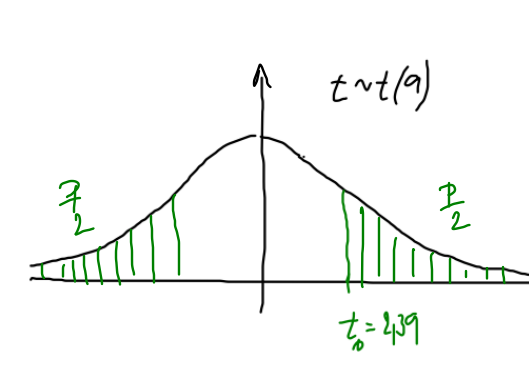 t~t(9)
p/2
p/2
t₀ = 2,39